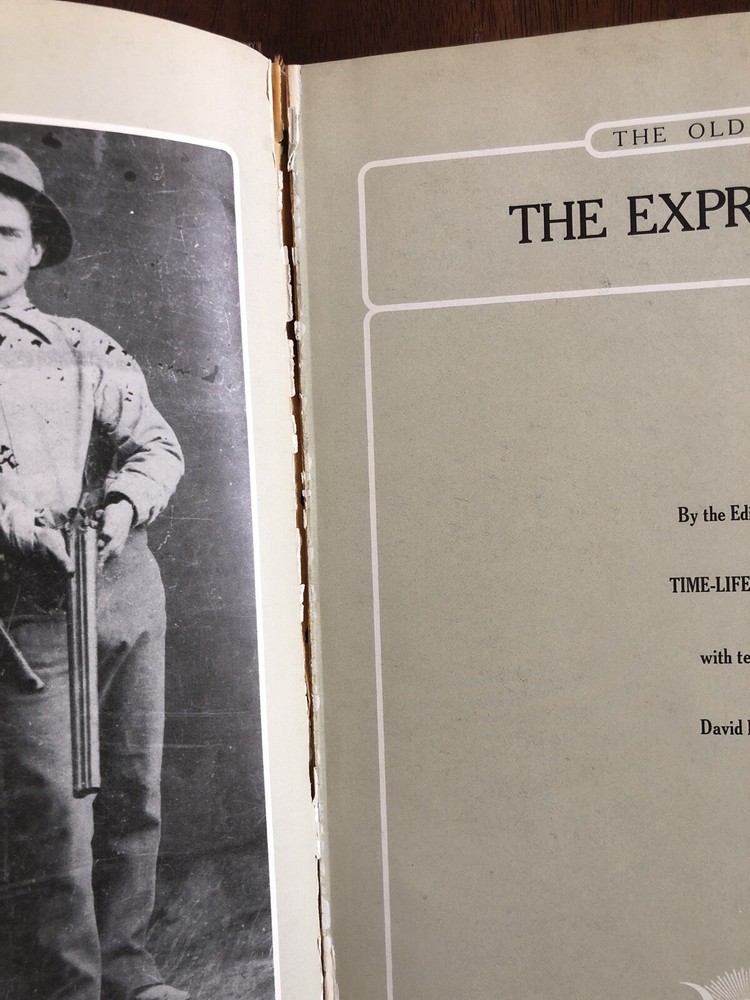 THE OLD
THE EXPR
By the Edi
TIME-LIFE
with te
David